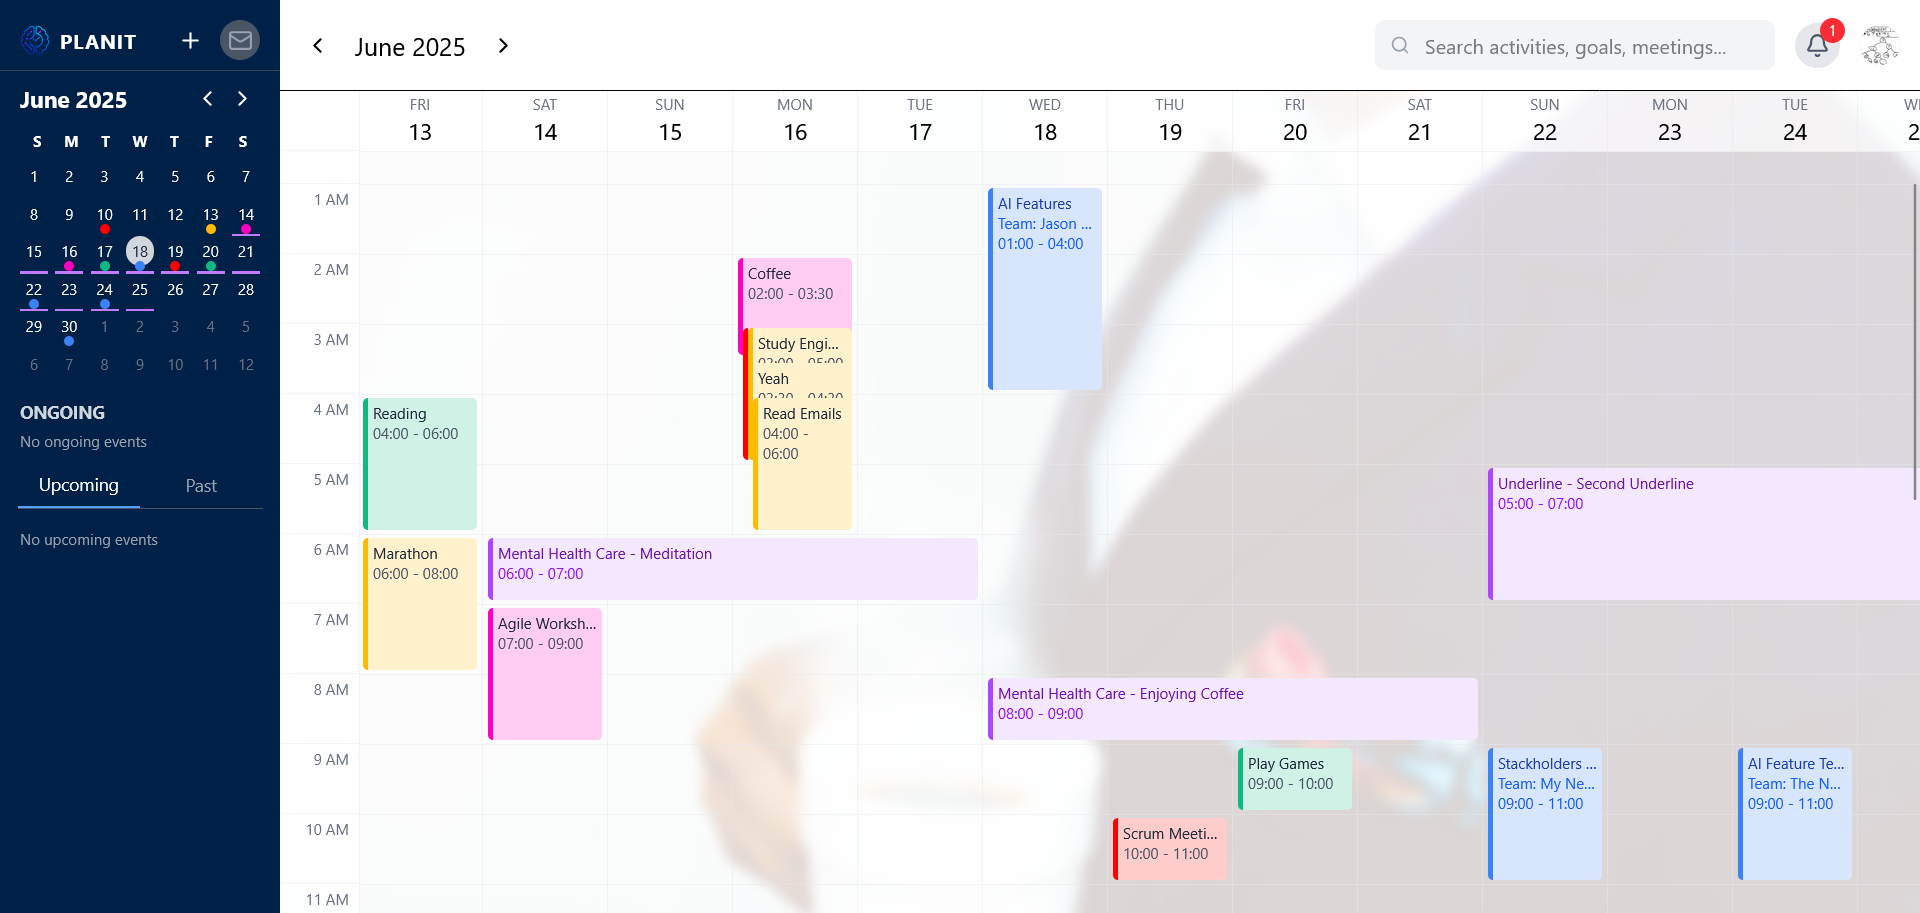 PLANIT
June 2025
S M T W T F S
1 2 3 4 5 6 7
8 9 10 11 12 13 14
15 16 17 18 19 20 21
22 23 24 25 26 27 28
29 30 1 2 3 4 5
6 7 8 9 10 11 12
ONGOING
No ongoing events
Upcoming Past
No upcoming events
June 2025
Search activities, goals, meetings...
1
FRI SAT SUN MON TUE WED THU FRI SAT SUN MON TUE
13 14 15 16 17 18 19 20 21 22 23 24
1 AM
2 AM
3 AM
4 AM
5 AM
6 AM
7 AM
8 AM
9 AM
10 AM
11 AM
Reading
04:00 - 06:00
Marathon
06:00 - 08:00
Mental Health Care - Meditation
06:00 - 07:00
Agile Worksh...
07:00 - 09:00
Coffee
02:00 - 03:30
Study Engi...
03:00 - 05:00
Yeah
03:30 - 04:30
Read Emails
04:00 -
06:00
AI Features
Team: Jason ...
01:00 - 04:00
Mental Health Care - Enjoying Coffee
08:00 - 09:00
Scrum Meeti...
10:00 - 11:00
Play Games
09:00 - 10:00
Underline - Second Underline
05:00 - 07:00
Stackholders ...
Team: My Ne...
09:00 - 11:00
AI Feature Te...
Team: The N...
09:00 - 11:00